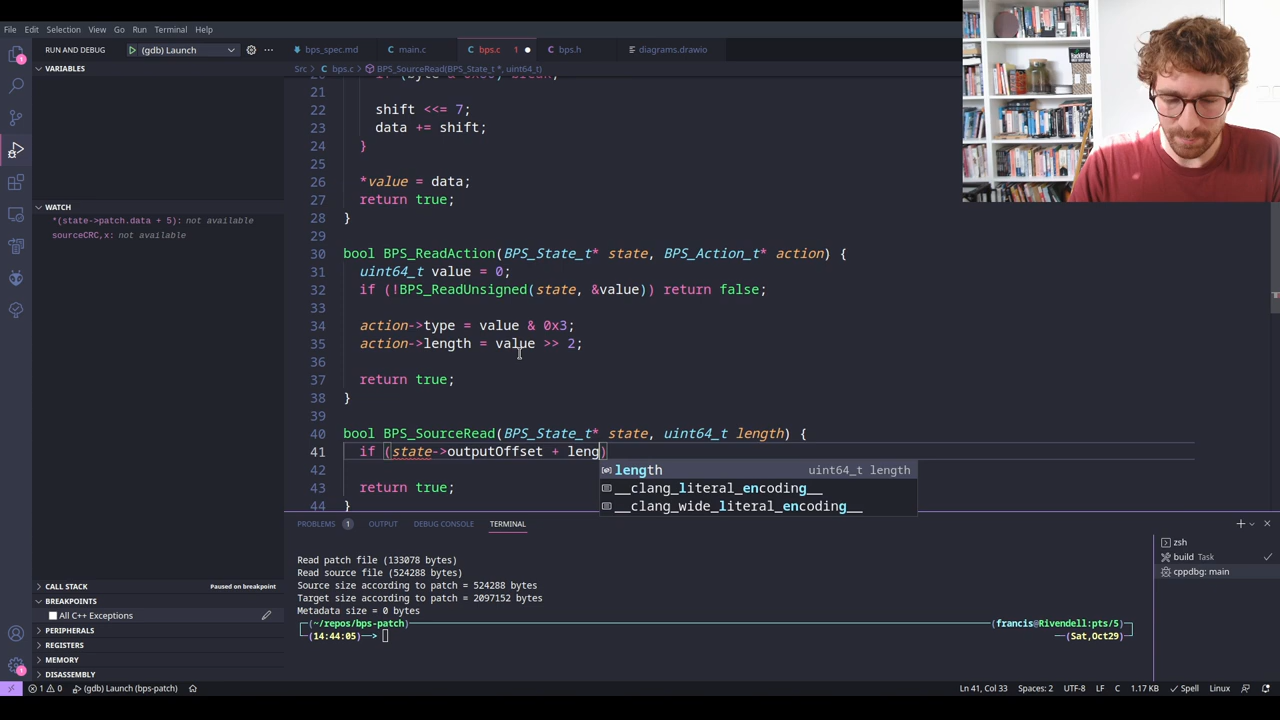 File Edit Selection View Go Run Terminal Help
RUN AND DEBUG (gdb) Launch ...
bps_spec.md main.c bps.c 1 bps.h diagrams.drawio
VARIABLES
Src > bps.c > BPS_SourceRead(BPS_State_t *, uint64_t)
21
22 shift <<= 7;
23 data += shift;
24 }
25
26 *value = data;
27 return true;
28 }
29
30 bool BPS_ReadAction(BPS_State_t* state, BPS_Action_t* action) {
31 uint64_t value = 0;
32 if (!BPS_ReadUnsigned(state, &value)) return false;
33
34 action->type = value & 0x3;
35 action->length = value >> 2;
36
37 return true;
38 }
39
40 bool BPS_SourceRead(BPS_State_t* state, uint64_t length) {
41 if (state->outputOffset + leng)
42
43 return true;
44 }
length uint64_t length
__clang_literal_encoding__
__clang_wide_literal_encoding__
WATCH
*(state->patch.data + 5): not available
sourceCRC,x: not available
CALL STACK Paused on breakpoint
BREAKPOINTS
All C++ Exceptions
PERIPHERALS
REGISTERS
MEMORY
DISASSEMBLY
PROBLEMS 1 OUTPUT DEBUG CONSOLE TERMINAL
Read patch file (133078 bytes)
Read source file (524288 bytes)
Source size according to patch = 524288 bytes
Target size according to patch = 2097152 bytes
Metadata size = 0 bytes
(~/repos/bps-patch) (francis@Rivendell:pts/5)
(14:44:05)──> (Sat,Oct29)
zsh
build Task
cppdbg: main
1 0 (gdb) Launch (bps-patch) Ln 41, Col 33 Spaces: 2 UTF-8 LF C 1.17 KB Spell Linux